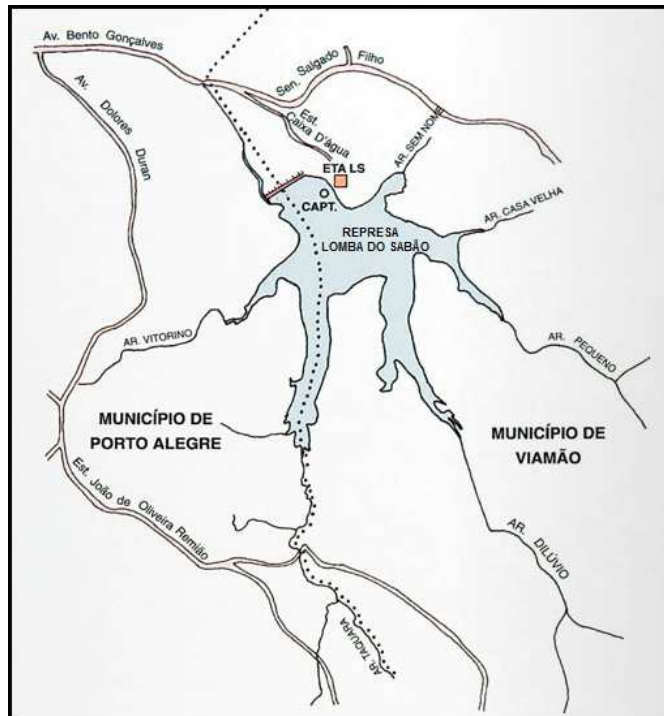 Av. Bento Gonçalves
Sen. Salgado Filho
Av. Dolores Duran
Est. Caixa D'água
AR. SEM NOME
ETA LS
CAPT.
AR. CASA VELHA
REPRESA
LOMBA DO SABÃO
AR. VITORINO
AR. PEQUENO
MUNICÍPIO DE
PORTO ALEGRE
MUNICÍPIO DE
VIAMÃO
Est. João de Oliveira Remião
AR. DILÚVIO
AR. TAQUARA